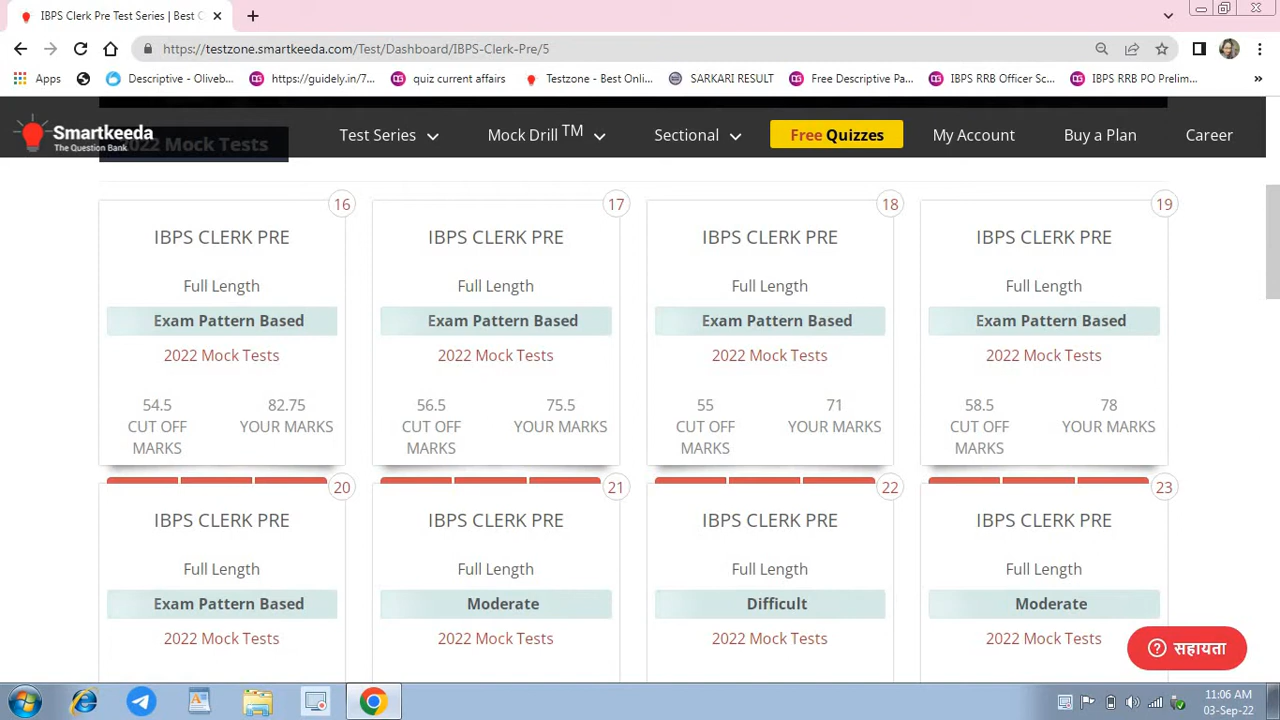 IBPS Clerk Pre Test Series | Best C
https://testzone.smartkeeda.com/Test/Dashboard/IBPS-Clerk-Pre/5
Apps
Descriptive - Oliveb...
https://guidely.in/7...
quiz current affairs
Testzone - Best Onli...
SARKARI RESULT
Free Descriptive Pa...
IBPS RRB Officer Sc...
IBPS RRB PO Prelim...
»
Smartkeeda
The Question Bank
2022 Mock Tests
Test Series
Mock Drill TM
Sectional
Free Quizzes
My Account
Buy a Plan
Career
16 17 18 19
IBPS CLERK PRE IBPS CLERK PRE IBPS CLERK PRE IBPS CLERK PRE
Full Length Full Length Full Length Full Length
Exam Pattern Based Exam Pattern Based Exam Pattern Based Exam Pattern Based
2022 Mock Tests 2022 Mock Tests 2022 Mock Tests 2022 Mock Tests
54.5 82.75 56.5 75.5 55 71 58.5 78
CUT OFF YOUR MARKS CUT OFF YOUR MARKS CUT OFF YOUR MARKS CUT OFF YOUR MARKS
MARKS MARKS MARKS MARKS
20 21 22 23
IBPS CLERK PRE IBPS CLERK PRE IBPS CLERK PRE IBPS CLERK PRE
Full Length Full Length Full Length Full Length
Exam Pattern Based Moderate Difficult Moderate
2022 Mock Tests 2022 Mock Tests 2022 Mock Tests 2022 Mock Tests
सहायता
11:06 AM
03-Sep-22